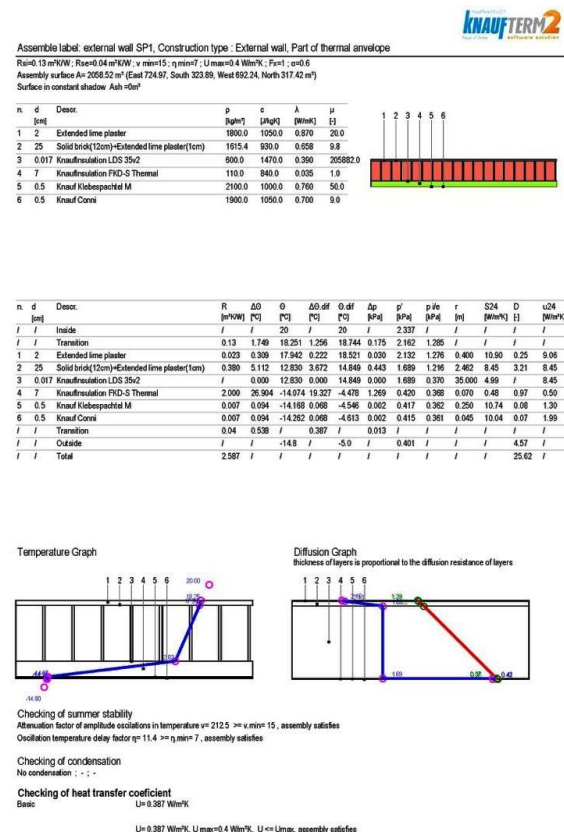 KNAUFTERM2
software solution
Assemble label: external wall SP1, Construction type : External wall, Part of thermal anvelope
Rsi=0.13 m²K/W ; Rse=0.04 m²K/W ; ν min=15 ; η min=7 ; U max=0.4 W/m²K ; Fx=1 ; α=0.6
Assembly surface A= 2058.52 m² (East 724.97, South 323.89, West 692.24, North 317.42 m²)
Surface in constant shadow Ash =0m²
n. d Descr. ρ c λ μ
[cm] [kg/m³] [J/kgK] [W/mK] [-]
1 2 Extended lime plaster 1800.0 1050.0 0.870 20.0
2 25 Solid brick(12cm)+Extended lime plaster(1cm) 1615.4 930.0 0.658 9.8
3 0.017 KnaufInsulation LDS 35v2 600.0 1470.0 0.390 205882.0
4 7 KnaufInsulation FKD-S Thermal 110.0 840.0 0.035 1.0
5 0.5 Knauf Klebespachtel M 2100.0 1000.0 0.760 50.0
6 0.5 Knauf Conni 1900.0 1050.0 0.700 9.0
1 2 3 4 5 6
n. d Descr. R ΔΘ Θ ΔΘ.dif Θ.dif Δp p' p i/e r S24 D u24
[cm] [m²K/W] [°C] [°C] [°C] [°C] [kPa] [kPa] [kPa] [m] [W/m²K] [-] [W/m²K]
/ / Inside / / 20 / 20 / 2.337 / / / / /
/ / Transition 0.13 1.749 18.251 1.256 18.744 0.175 2.162 1.285 / / / /
1 2 Extended lime plaster 0.023 0.309 17.942 0.222 18.521 0.030 2.132 1.276 0.400 10.90 0.25 9.06
2 25 Solid brick(12cm)+Extended lime plaster(1cm) 0.380 5.112 12.830 3.672 14.849 0.443 1.689 1.216 2.462 8.45 3.21 8.45
3 0.017 KnaufInsulation LDS 35v2 / 0.000 12.830 0.000 14.849 0.000 1.689 0.370 35.000 4.99 / 8.45
4 7 KnaufInsulation FKD-S Thermal 2.000 26.904 -14.074 19.327 -4.478 1.269 0.420 0.368 0.070 0.48 0.97 0.50
5 0.5 Knauf Klebespachtel M 0.007 0.094 -14.168 0.068 -4.546 0.002 0.417 0.362 0.250 10.74 0.08 1.30
6 0.5 Knauf Conni 0.007 0.094 -14.262 0.068 -4.613 0.002 0.415 0.361 0.045 10.04 0.07 1.99
/ / Transition 0.04 0.538 / 0.387 / 0.013 / / / / / /
/ / Outside / / -14.8 / -5.0 / 0.401 / / / 4.57 /
/ / Total 2.587 / / / / / / / / / 25.62 /
Temperature Graph
1 2 3 4 5 6
20.00
-14.80
Diffusion Graph
thickness of layers is proportional to the diffusion resistance of layers
1 2 3 4 5 6
1.69
0.42
Checking of summer stability
Attenuation factor of amplitude oscilations in temperature ν= 212.5 >= ν.min= 15 , assembly satisfies
Oscillation temperature delay factor η= 11.4 >= η.min= 7 , assembly satisfies
Checking of condensation
No condensation ; - ; -
Checking of heat transfer coeficient
Basic U= 0.387 W/m²K
U= 0.387 W/m²K, U max=0.4 W/m²K, U <= Umax, assembly satisfies